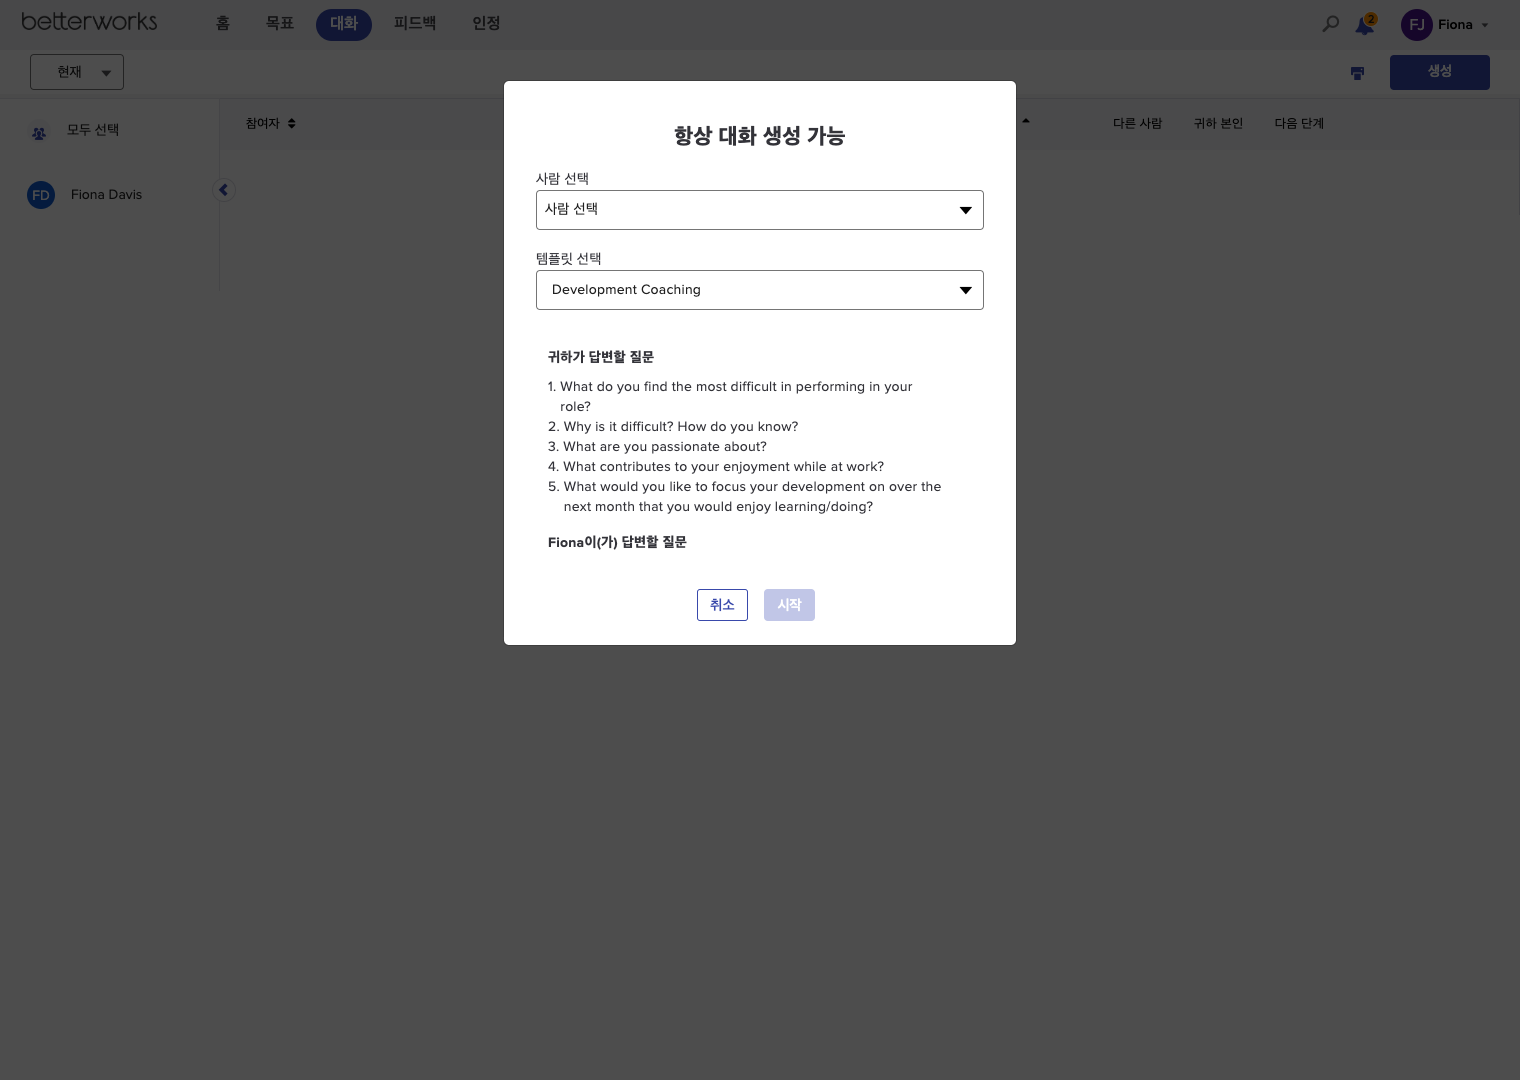 betterworks
홈 목표 대화 피드백 인정
2
FJ Fiona
현재
생성
모두 선택
FD Fiona Davis
참여자
다른 사람 귀하 본인 다음 단계
항상 대화 생성 가능
사람 선택
사람 선택
템플릿 선택
Development Coaching
귀하가 답변할 질문
1. What do you find the most difficult in performing in your
role?
2. Why is it difficult? How do you know?
3. What are you passionate about?
4. What contributes to your enjoyment while at work?
5. What would you like to focus your development on over the
next month that you would enjoy learning/doing?
Fiona이(가) 답변할 질문
취소 시작